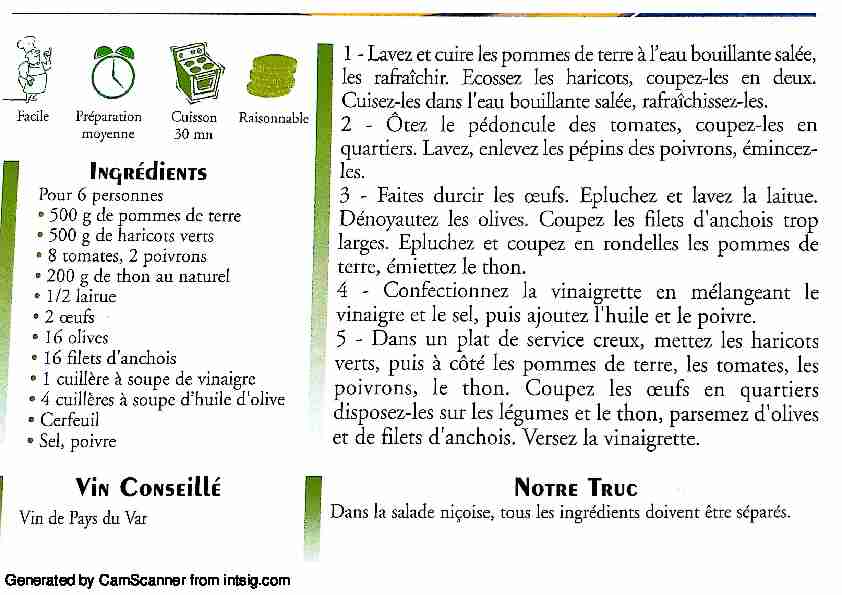 Facile
Préparation
moyenne
Cuisson
30 mn
Raisonnable
Ingrédients
Pour 6 personnes
• 500 g de pommes de terre
• 500 g de haricots verts
• 8 tomates, 2 poivrons
• 200 g de thon au naturel
• 1/2 laitue
• 2 œufs
• 16 olives
• 16 filets d'anchois
• 1 cuillère à soupe de vinaigre
• 4 cuillères à soupe d'huile d'olive
• Cerfeuil
• Sel, poivre
Vin Conseillé
Vin de Pays du Var
1 - Lavez et cuire les pommes de terre à l'eau bouillante salée,
les rafraîchir. Ecossez les haricots, coupez-les en deux.
Cuisez-les dans l'eau bouillante salée, rafraîchissez-les.
2 - Ôtez le pédoncule des tomates, coupez-les en
quartiers. Lavez, enlevez les pépins des poivrons, émincez-
les.
3 - Faites durcir les œufs. Epluchez et lavez la laitue.
Dénoyautez les olives. Coupez les filets d'anchois trop
larges. Epluchez et coupez en rondelles les pommes de
terre, émiettez le thon.
4 - Confectionnez la vinaigrette en mélangeant le
vinaigre et le sel, puis ajoutez l'huile et le poivre.
5 - Dans un plat de service creux, mettez les haricots
verts, puis à côté les pommes de terre, les tomates, les
poivrons, le thon. Coupez les œufs en quartiers
disposez-les sur les légumes et le thon, parsemez d'olives
et de filets d'anchois. Versez la vinaigrette.
Notre Truc
Dans la salade niçoise, tous les ingrédients doivent être séparés.
Generated by CamScanner from intsig.com